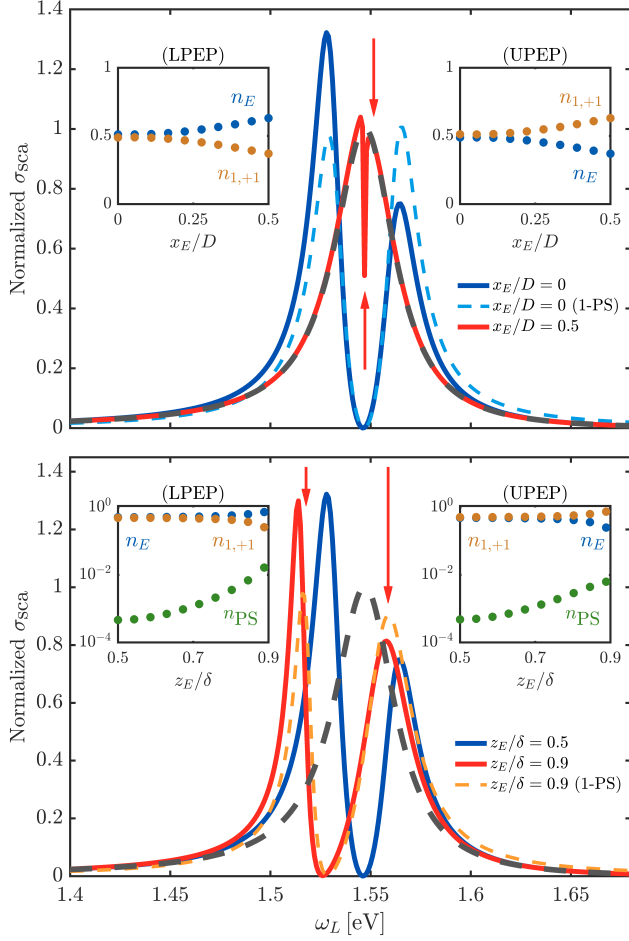 Normalized σsca
1.4
1.2
1
0.8
0.6
0.4
0.2
0
(LPEP)
1
0.5
0
nE
n1,+1
0
0.25
0.5
xE/D
(UPEP)
1
0.5
0
n1,+1
nE
0
0.25
0.5
xE/D
xE/D = 0
xE/D = 0 (1-PS)
xE/D = 0.5
Normalized σsca
1.4
1.2
1
0.8
0.6
0.4
0.2
0
(LPEP)
10^0
10^-2
10^-4
nE
n1,+1
nPS
0.5
0.7
0.9
zE/δ
(UPEP)
10^0
10^-2
10^-4
n1,+1
nE
nPS
0.5
0.7
0.9
zE/δ
zE/δ = 0.5
zE/δ = 0.9
zE/δ = 0.9 (1-PS)
1.4
1.45
1.5
1.55
1.6
1.65
ωL [eV]